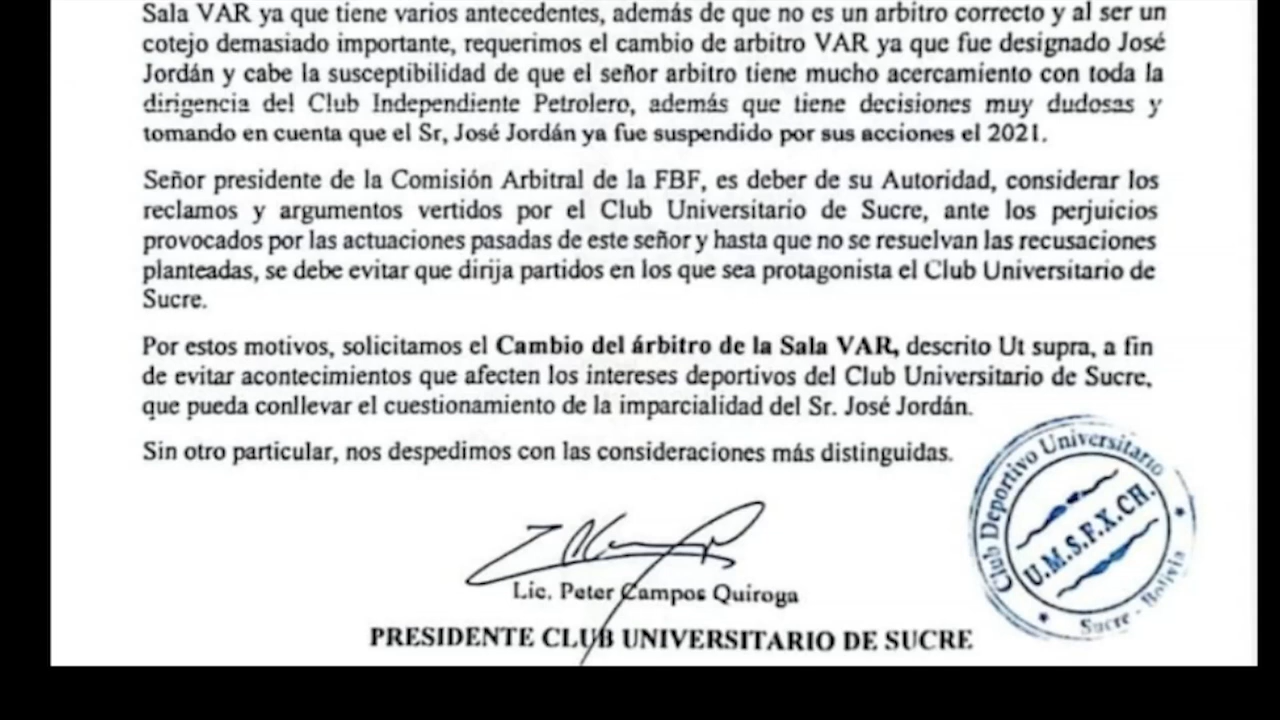 Sala VAR ya que tiene varios antecedentes, además de que no es un arbitro correcto y al ser un
cotejo demasiado importante, requerimos el cambio de arbitro VAR ya que fue designado José
Jordán y cabe la susceptibilidad de que el señor arbitro tiene mucho acercamiento con toda la
dirigencia del Club Independiente Petrolero, además que tiene decisiones muy dudosas y
tomando en cuenta que el Sr, José Jordán ya fue suspendido por sus acciones el 2021.
Señor presidente de la Comisión Arbitral de la FBF, es deber de su Autoridad, considerar los
reclamos y argumentos vertidos por el Club Universitario de Sucre, ante los perjuicios
provocados por las actuaciones pasadas de este señor y hasta que no se resuelvan las recusaciones
planteadas, se debe evitar que dirija partidos en los que sea protagonista el Club Universitario de
Sucre.
Por estos motivos, solicitamos el Cambio del árbitro de la Sala VAR, descrito Ut supra, a fin
de evitar acontecimientos que afecten los intereses deportivos del Club Universitario de Sucre,
que pueda conllevar el cuestionamiento de la imparcialidad del Sr. José Jordán.
Sin otro particular, nos despedimos con las consideraciones más distinguidas.
Club Deportivo Universitario
U.M.S.F.X.CH.
Sucre - Bolivia
Lic. Peter Campos Quiroga
PRESIDENTE CLUB UNIVERSITARIO DE SUCRE